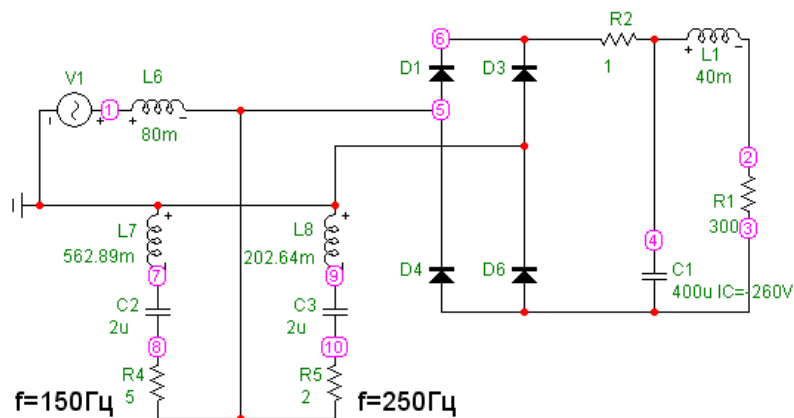 6
R2
D1
D3
L1
V1
L6
1
40m
1
5
80m
2
R1
L7
L8
300
3
562.89m
202.64m
4
7
9
D4
D6
C1
C2
C3
400u IC=-260V
2u
2u
8
10
R4
R5
5
2
f=150Гц
f=250Гц